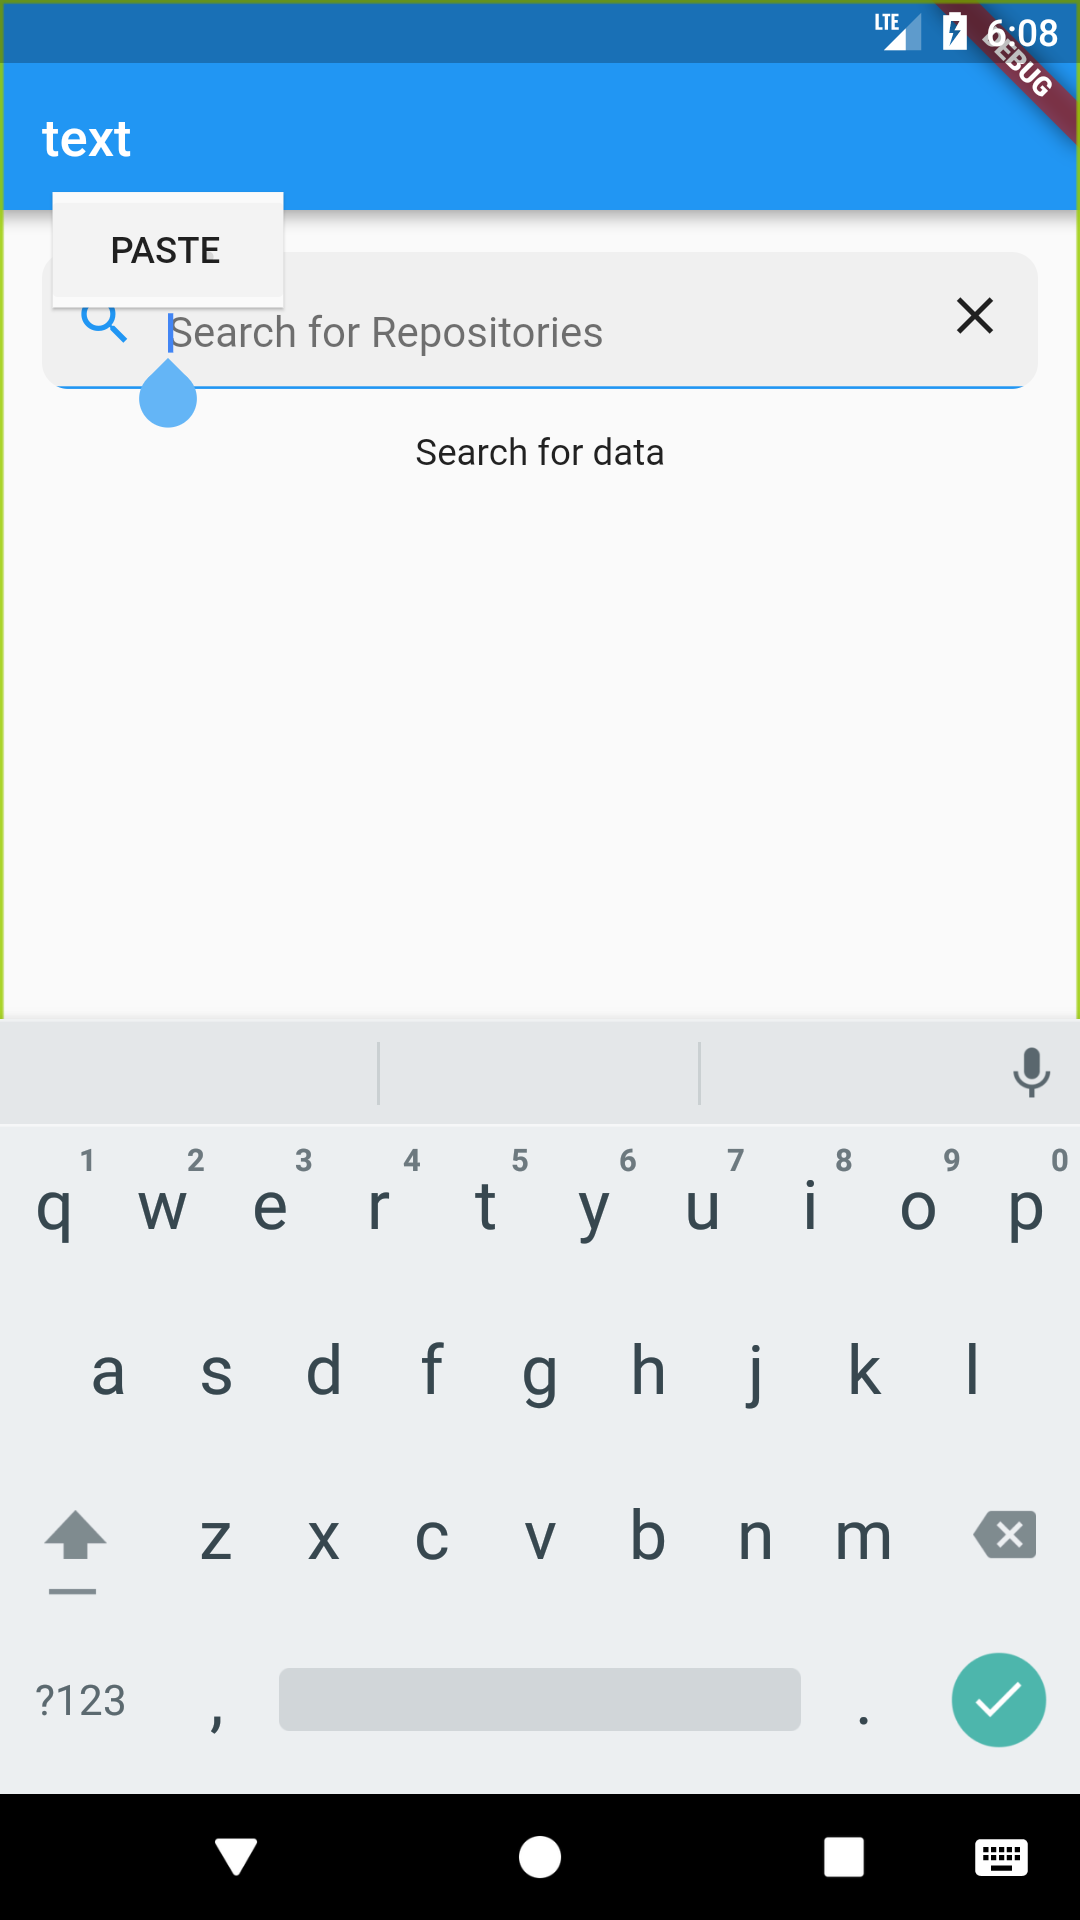 LTE 6:08
DEBUG
text
PASTE
Search for Repositories
Search for data
1 2 3 4 5 6 7 8 9 0
q w e r t y u i o p
a s d f g h j k l
z x c v b n m
?123 , .